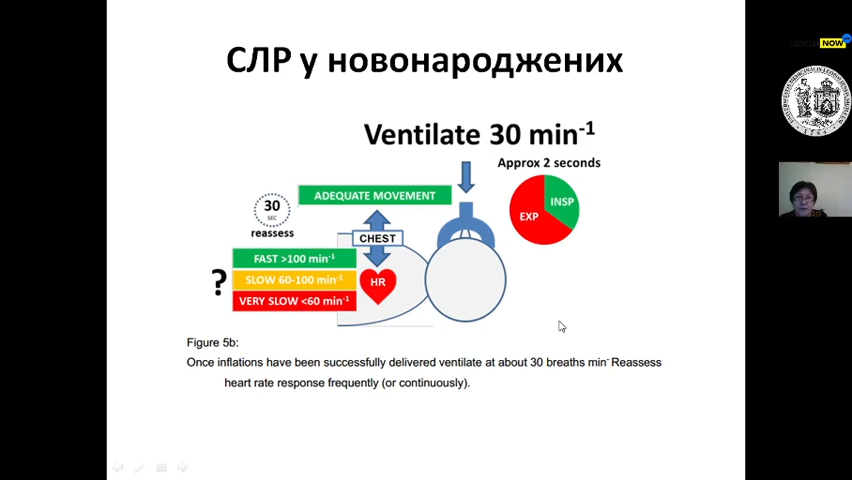 СЛР у новонароджених
NOW
Ventilate 30 min-1
Approx 2 seconds
ADEQUATE MOVEMENT
INSP
EXP
30
SEC
reassess
CHEST
FAST >100 min-1
SLOW 60-100 min-1
VERY SLOW <60 min-1
HR
?
Figure 5b:
Once inflations have been successfully delivered ventilate at about 30 breaths min- Reassess
heart rate response frequently (or continuously).